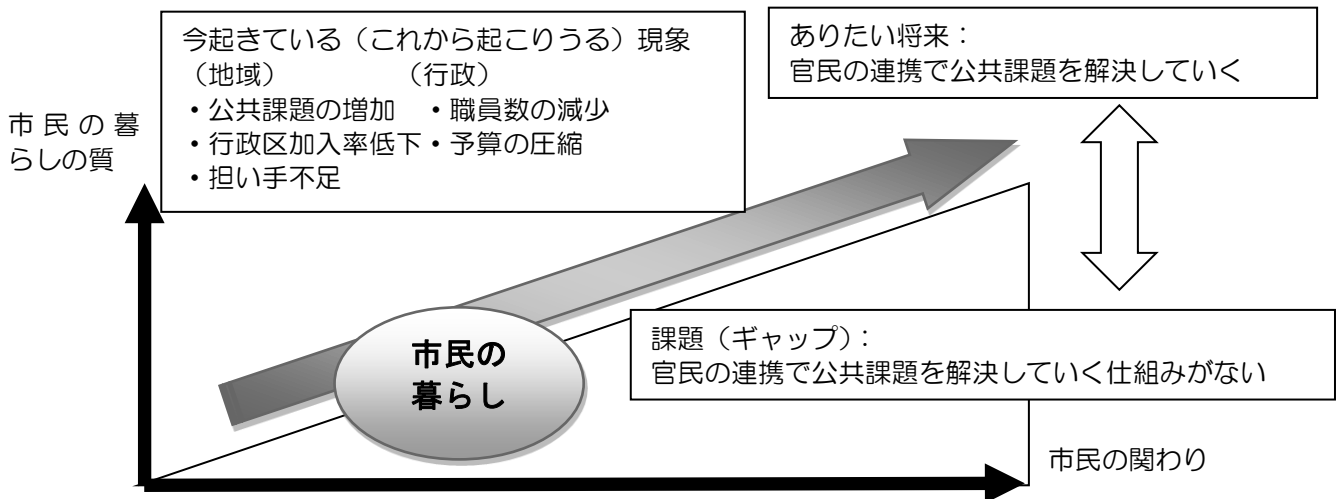 今起きている（これから起こりうる）現象
（地域）　　　　　（行政）
・公共課題の増加　・職員数の減少
・行政区加入率低下・予算の圧縮
・担い手不足
ありたい将来：
官民の連携で公共課題を解決していく
市民の暮
らしの質
市民の
暮らし
課題（ギャップ）：
官民の連携で公共課題を解決していく仕組みがない
市民の関わり